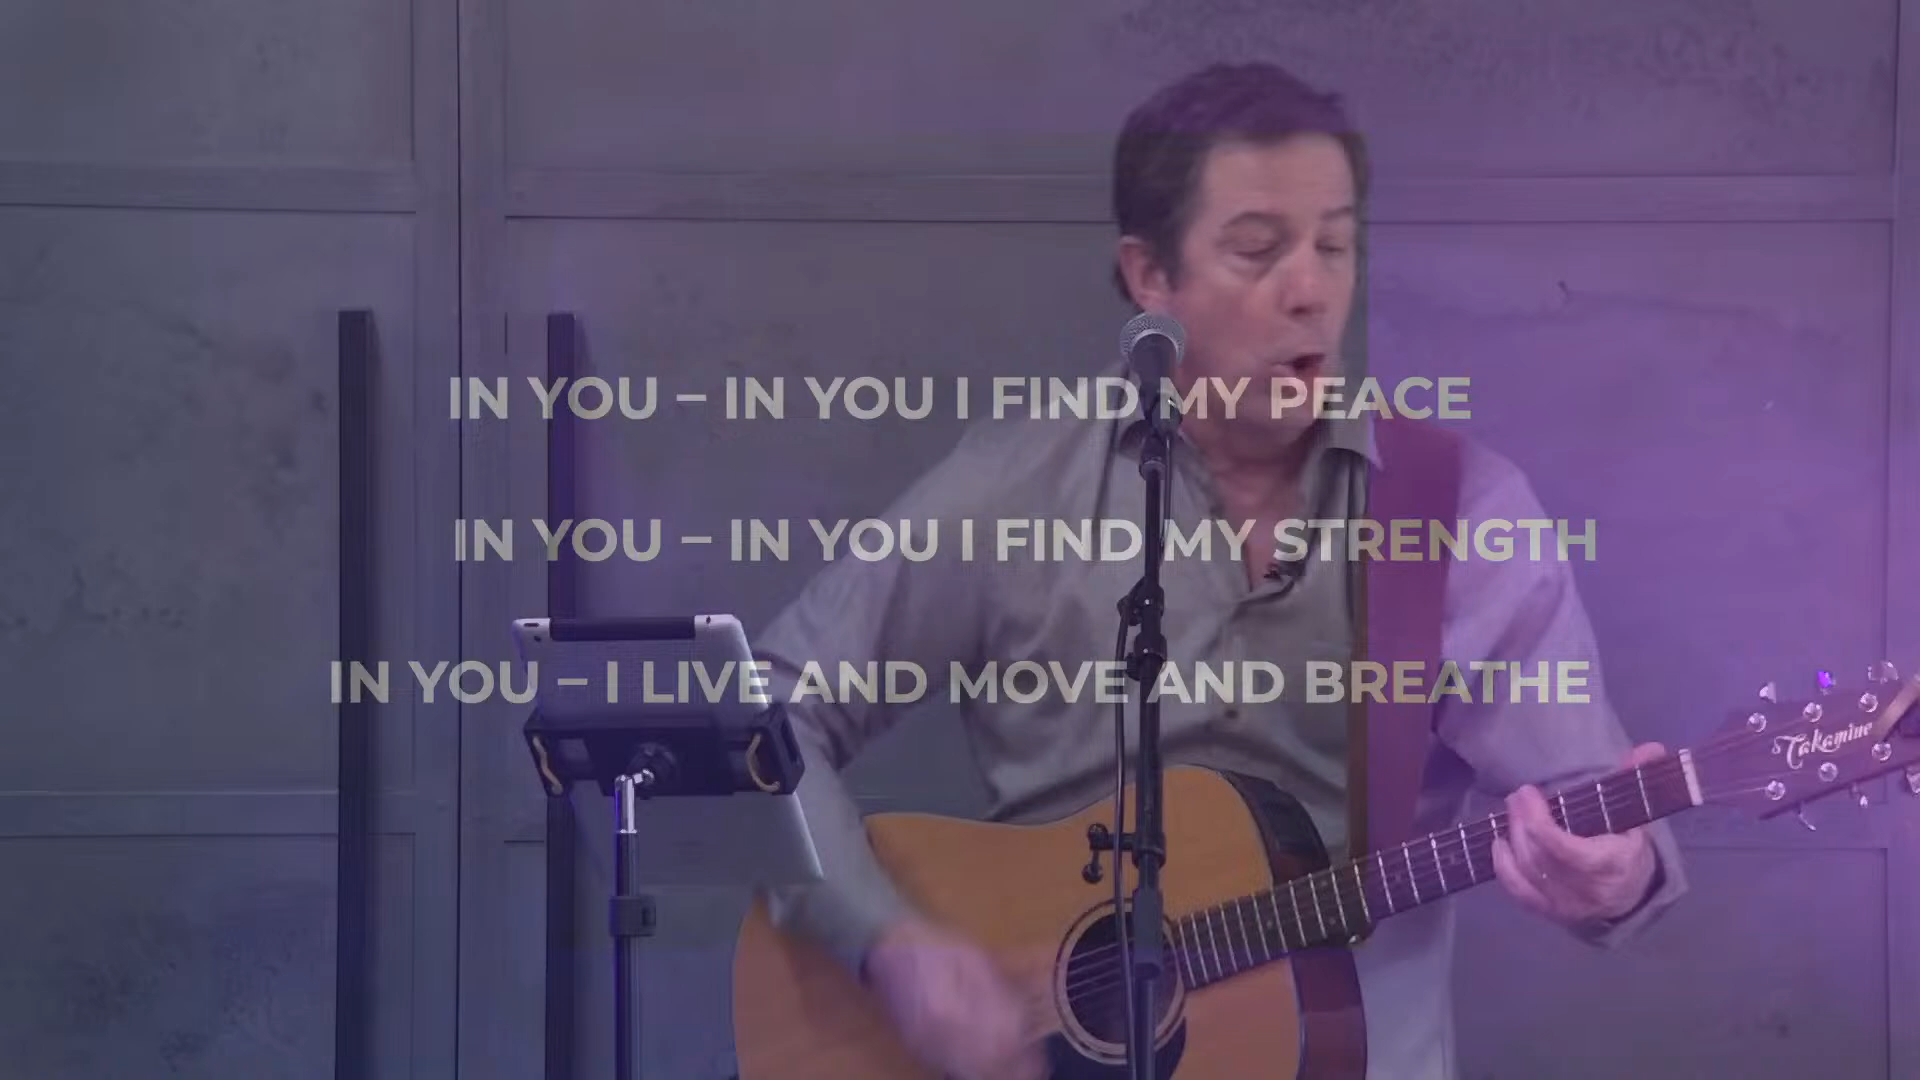 IN YOU – IN YOU I FIND MY PEACE
IN YOU – IN YOU I FIND MY STRENGTH
IN YOU – I LIVE AND MOVE AND BREATHE
Takamine